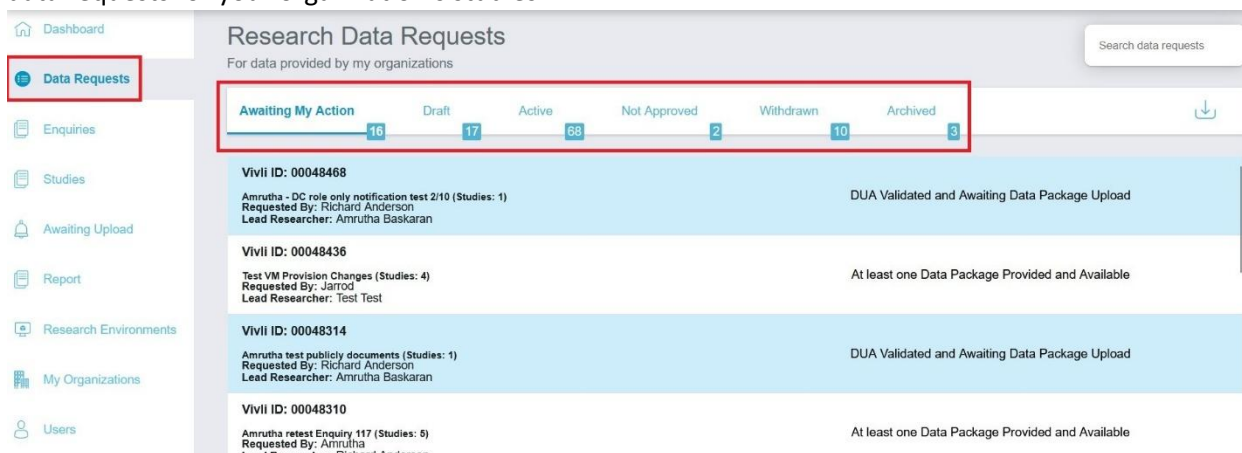 Dashboard
Data Requests
Enquiries
Studies
Awaiting Upload
Report
Research Environments
My Organizations
Users
Research Data Requests
For data provided by my organizations
Search data requests
Awaiting My Action 16 Draft 17 Active 68 Not Approved 2 Withdrawn 10 Archived 3
Vivli ID: 00048468
Amrutha - DC role only notification test 2/10 (Studies: 1)
Requested By: Richard Anderson
Lead Researcher: Amrutha Baskaran
DUA Validated and Awaiting Data Package Upload
Vivli ID: 00048436
Test VM Provision Changes (Studies: 4)
Requested By: Jarrod
Lead Researcher: Test Test
At least one Data Package Provided and Available
Vivli ID: 00048314
Amrutha test publicly documents (Studies: 1)
Requested By: Richard Anderson
Lead Researcher: Amrutha Baskaran
DUA Validated and Awaiting Data Package Upload
Vivli ID: 00048310
Amrutha retest Enquiry 117 (Studies: 5)
Requested By: Amrutha
At least one Data Package Provided and Available